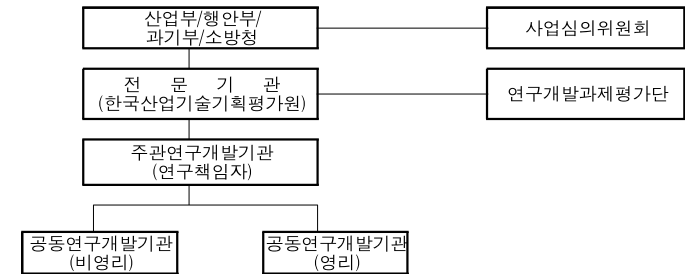 산업부/행안부/
과기부/소방청
사업심의위원회
전 문 기 관
(한국산업기술기획평가원)
연구개발과제평가단
주관연구개발기관
(연구책임자)
공동연구개발기관
(비영리)
공동연구개발기관
(영리)